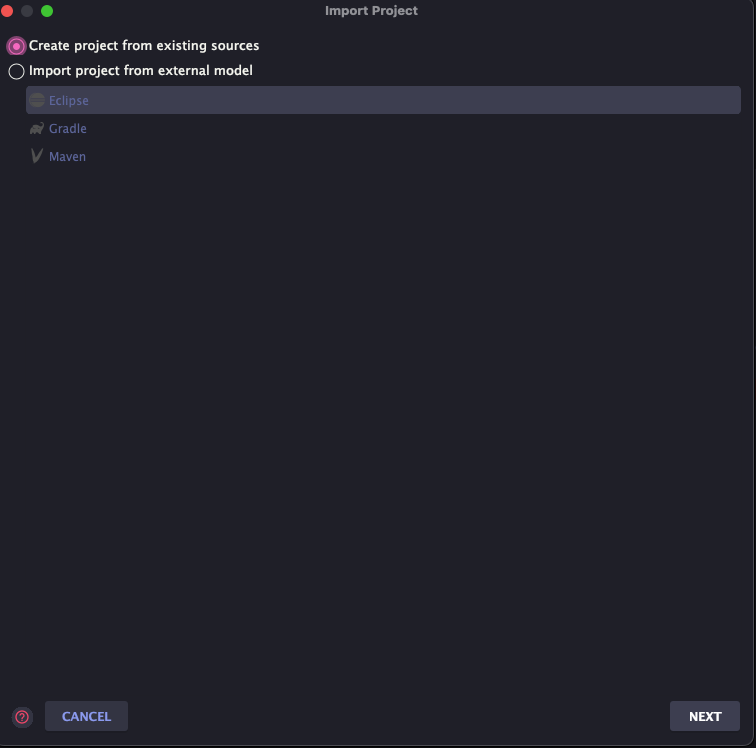 Import Project
Create project from existing sources
Import project from external model
Eclipse
Gradle
Maven
?
CANCEL
NEXT